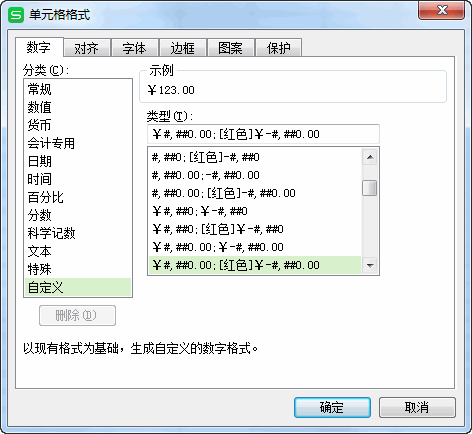 单元格格式
数字 对齐 字体 边框 图案 保护
分类(C):
常规
数值
货币
会计专用
日期
时间
百分比
分数
科学记数
文本
特殊
自定义
删除(D)
示例
￥123.00
类型(T):
￥#,##0.00;[红色]￥-#,##0.00
#,##0;[红色]-#,##0
#,##0.00;-#,##0.00
#,##0.00;[红色]-#,##0.00
￥#,##0;￥-#,##0
￥#,##0;[红色]￥-#,##0
￥#,##0.00;￥-#,##0.00
￥#,##0.00;[红色]￥-#,##0.00
以现有格式为基础，生成自定义的数字格式。
确定 取消